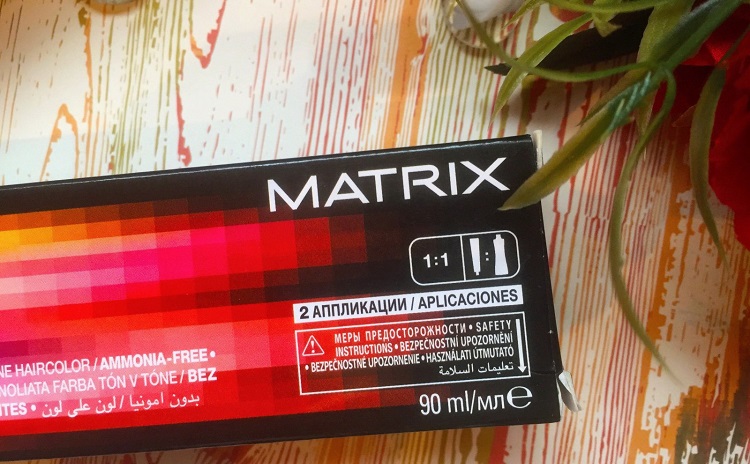 MATRIX
1:1 :
2 АППЛИКАЦИИ / APLICACIONES
МЕРЫ ПРЕДОСТОРОЖНОСТИ • SAFETY
INSTRUCTIONS • BEZPEČNOSTNÍ UPOZORNĚNÍ
• BEZPEČNOSTNÉ UPOZORNENIE • HASZNÁLATI ÚTMUTATÓ
تعليمات السلامة
NE HAIRCOLOR / AMMONIA-FREE •
NOLIATA FARBA TÓN V TÓNE / BEZ
ITES • بدون امونيا / لون على لون
90 ml/мл e